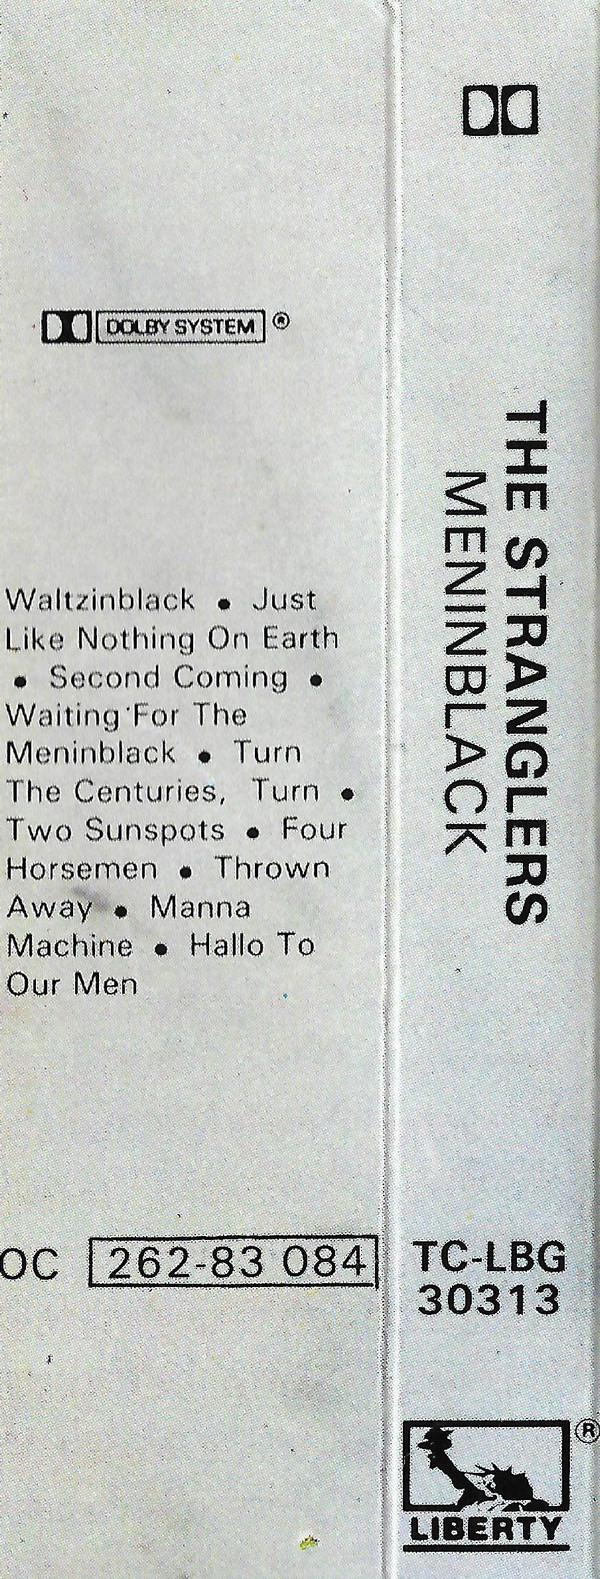 DOLBY SYSTEM ®
Waltzinblack • Just
Like Nothing On Earth
• Second Coming •
Waiting For The
Meninblack • Turn
The Centuries, Turn •
Two Sunspots • Four
Horsemen • Thrown
Away • Manna
Machine • Hallo To
Our Men
OC 262-83 084
THE STRANGLERS
MENINBLACK
TC-LBG
30313
®
LIBERTY